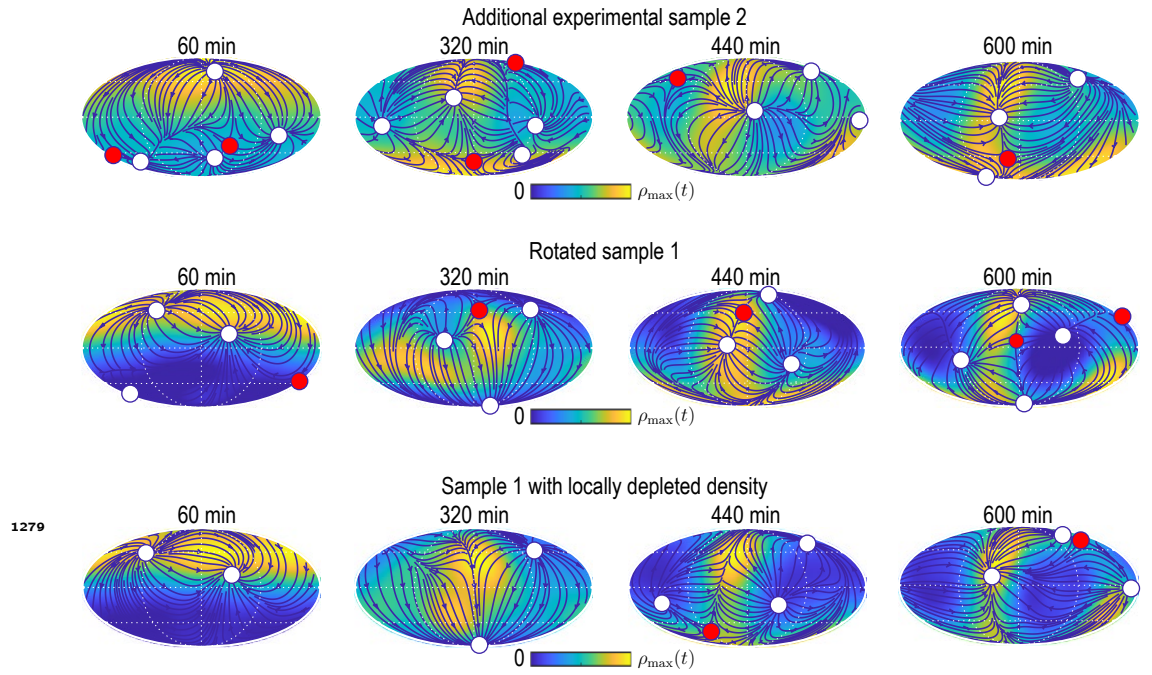 Additional experimental sample 2
60 min 320 min 440 min 600 min
0 ρmax(t)
Rotated sample 1
60 min 320 min 440 min 600 min
0 ρmax(t)
Sample 1 with locally depleted density
1279
60 min 320 min 440 min 600 min
0 ρmax(t)